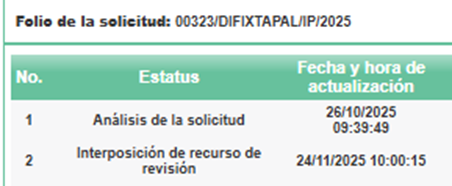 Folio de la solicitud: 00323/DIFIXTAPAL/IP/2025
No. Estatus Fecha y hora de
actualización
1 Análisis de la solicitud 26/10/2025
09:39:49
2 Interposición de recurso de
revisión 24/11/2025 10:00:15